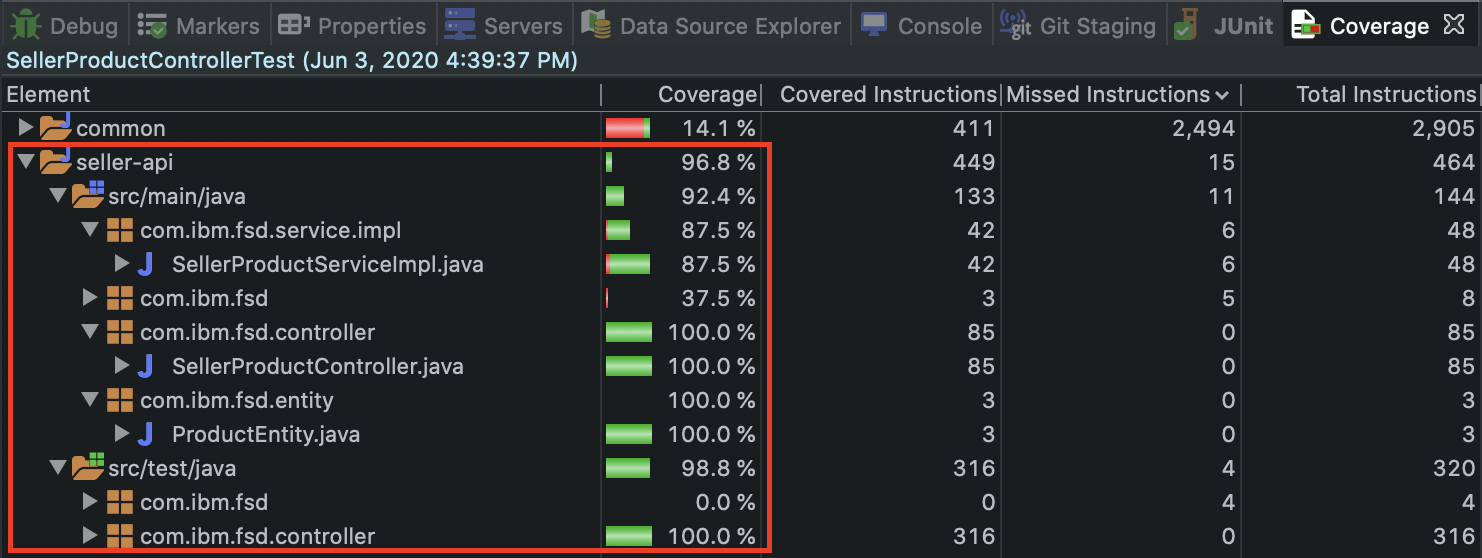 Debug Markers Properties Servers Data Source Explorer Console Git Staging JUnit Coverage
SellerProductControllerTest (Jun 3, 2020 4:39:37 PM)
Element Coverage Covered Instructions Missed Instructions Total Instructions
common 14.1 % 411 2,494 2,905
seller-api 96.8 % 449 15 464
src/main/java 92.4 % 133 11 144
com.ibm.fsd.service.impl 87.5 % 42 6 48
SellerProductServiceImpl.java 87.5 % 42 6 48
com.ibm.fsd 37.5 % 3 5 8
com.ibm.fsd.controller 100.0 % 85 0 85
SellerProductController.java 100.0 % 85 0 85
com.ibm.fsd.entity 100.0 % 3 0 3
ProductEntity.java 100.0 % 3 0 3
src/test/java 98.8 % 316 4 320
com.ibm.fsd 0.0 % 0 4 4
com.ibm.fsd.controller 100.0 % 316 0 316